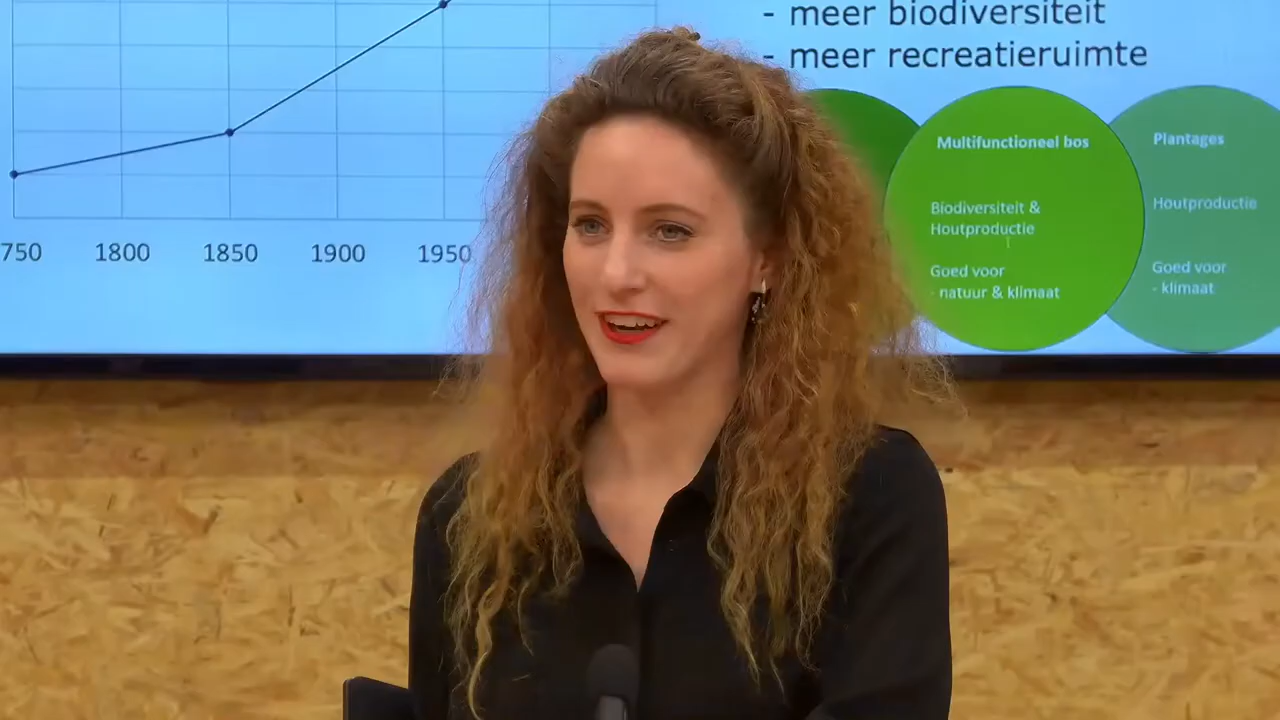 - meer biodiversiteit
- meer recreatieruimte
Multifunctioneel bos
Biodiversiteit &
Houtproductie
Goed voor
- natuur & klimaat
Plantages
Houtproductie
Goed voor
- klimaat
750 1800 1850 1900 1950